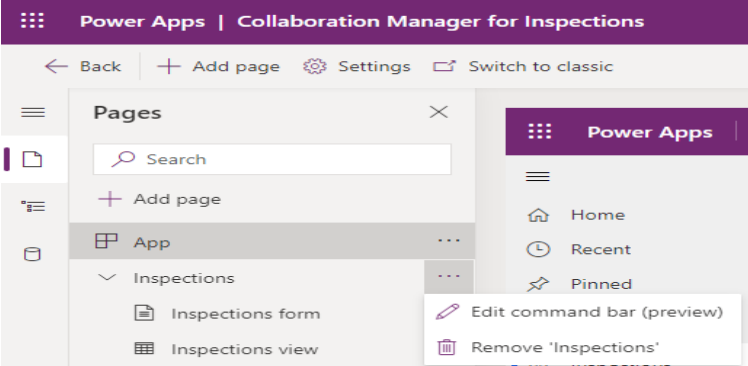 Power Apps | Collaboration Manager for Inspections
Back + Add page Settings Switch to classic
Pages
Search
+ Add page
App ...
Inspections ...
Inspections form
Inspections view
Power Apps |
Home
Recent
Pinned
Edit command bar (preview)
Remove 'Inspections'